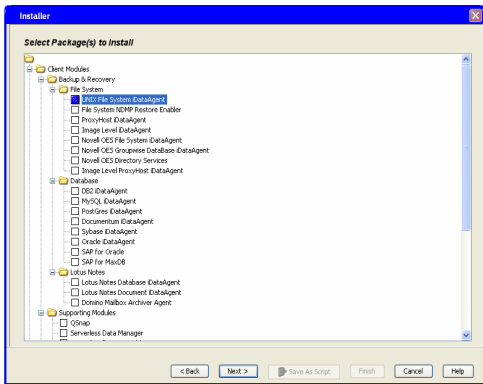 Installer
Select Package(s) to Install
Client Modules
Backup & Recovery
File System
UNIX File System iDataAgent
File System NDMP Restore Enabler
ProxyHost iDataAgent
Image Level iDataAgent
Novell OES File System iDataAgent
Novell OES Groupwise DataBase iDataAgent
Novell OES Directory Services
Image Level ProxyHost iDataAgent
Database
DB2 iDataAgent
MySQL iDataAgent
PostGres iDataAgent
Documentum iDataAgent
Sybase iDataAgent
Oracle iDataAgent
SAP for Oracle
SAP for MaxDB
Lotus Notes
Lotus Notes Database iDataAgent
Lotus Notes Document iDataAgent
Domino Mailbox Archiver Agent
Supporting Modules
QSnap
Serverless Data Manager
< Back Next > Save As Script Finish Cancel Help